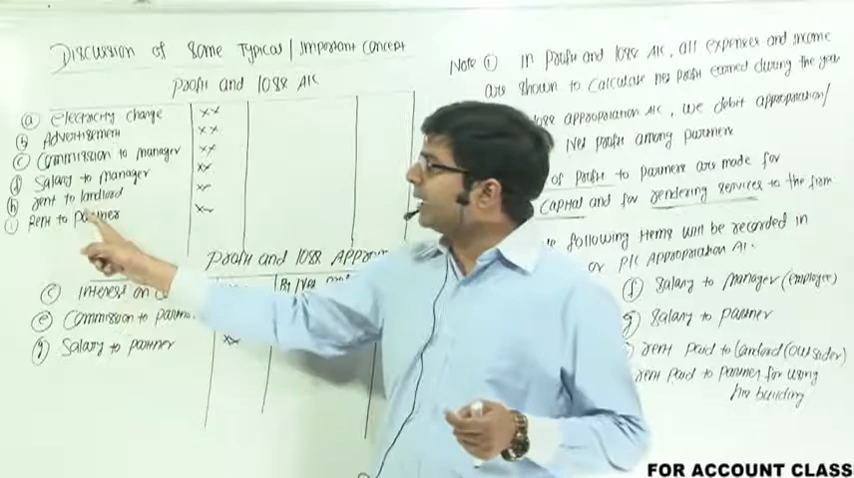 Discussion of some Typical / Important concept
Profit and loss A/c
(a) Electricity charge xx
(b) Advertisement xx
(c) Commission to manager xx
(f) Salary to manager xx
(h) rent to landlord xx
(i) Rent to partner xx
Profit and loss Appro
(c) Interest on
(e) Commission to partn
(g) Salary to partner xx
Note (1) In Profit and loss A/c, all expenses and income
are shown to calculate net profit earned during the year
loss appropriation A/c, we debit appropriation/
Net profit among partners
of profit to partners are made for
capital and for rendering services to the firm
following items will be recorded in
or P/L Appropriation A/c.
(f) Salary to manager (employee)
(g) Salary to partner
rent paid to landlord (outsider)
rent paid to partner for using
his building
FOR ACCOUNT CLASS